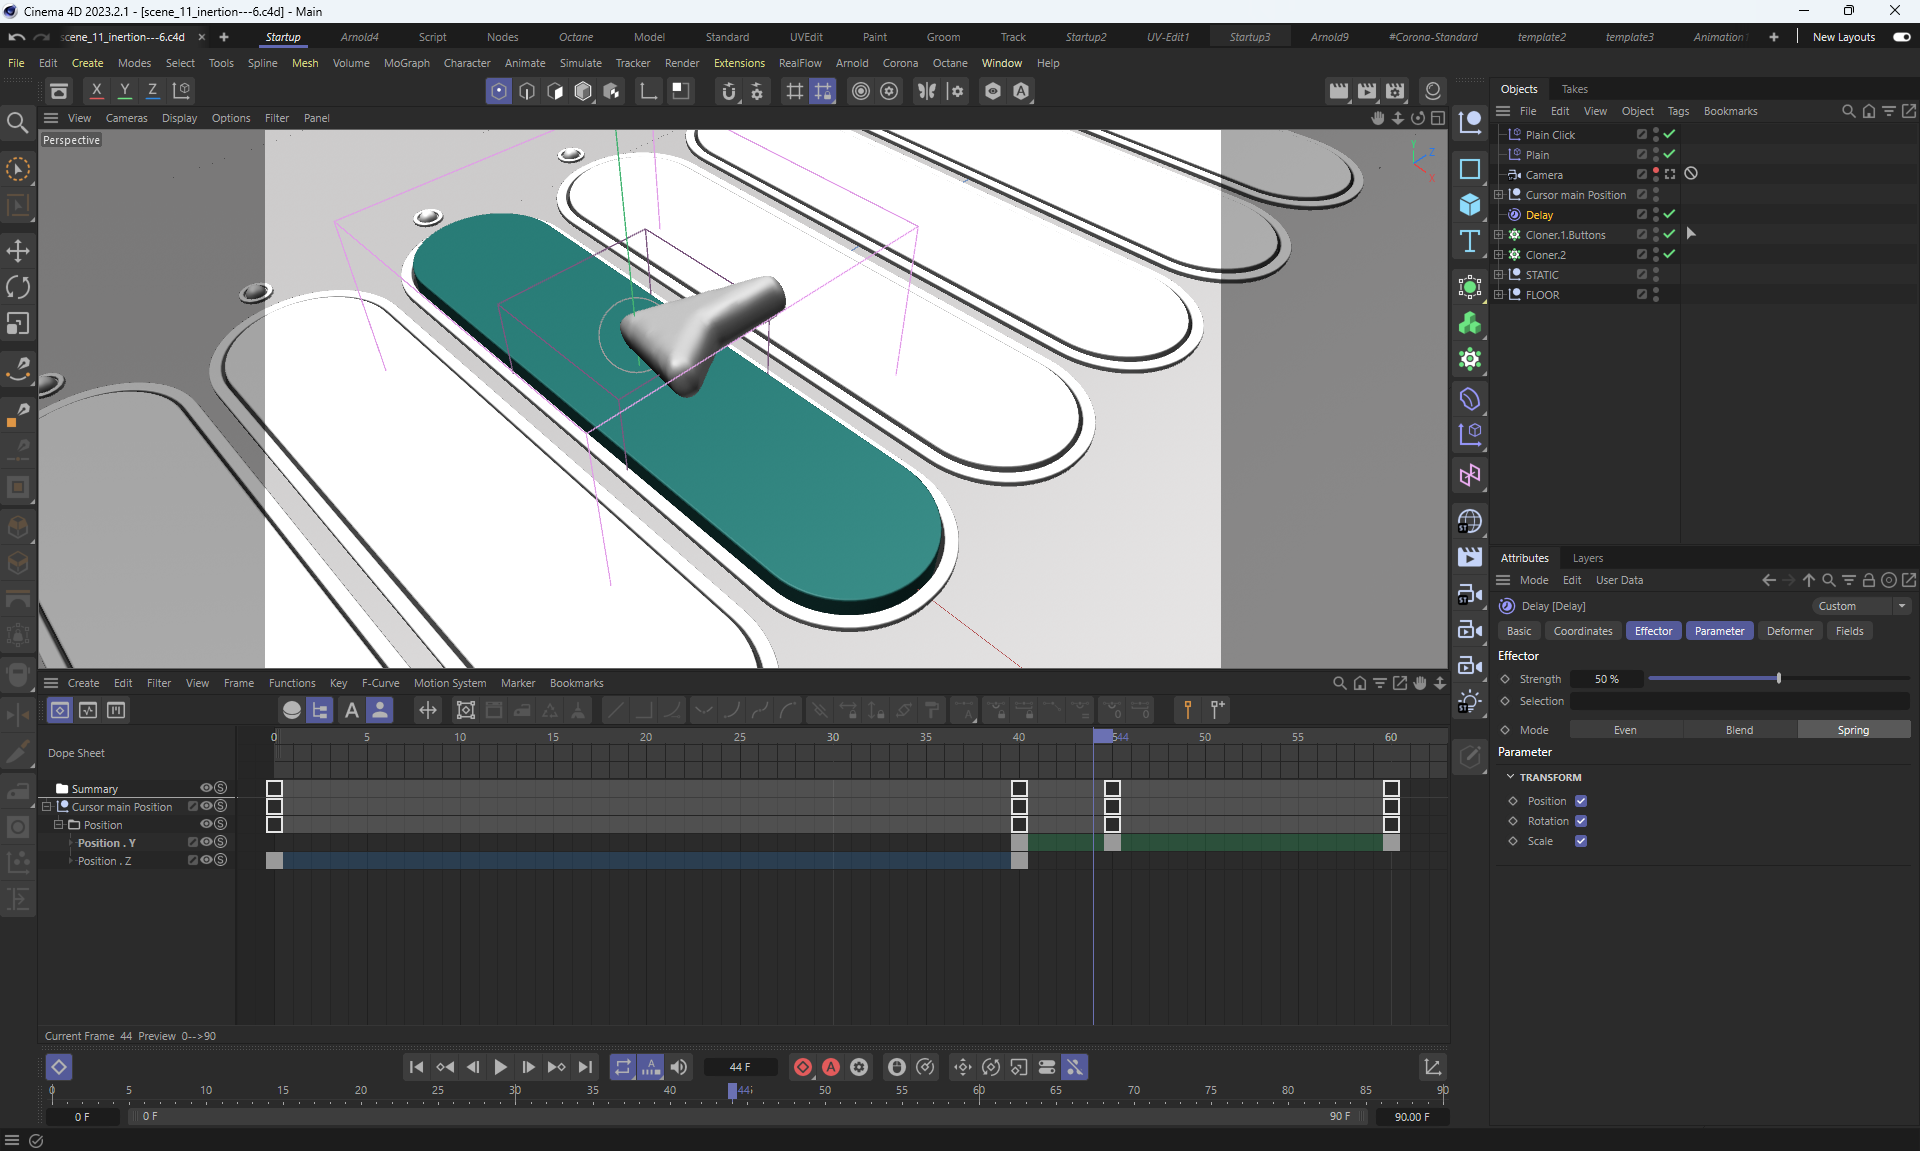 Cinema 4D 2023.2.1 - [scene_11_inertion---6.c4d] - Main
scene_11_inertion---6.c4d Startup Arnold4 Script Nodes Octane Model Standard UVEdit Paint Groom Track Startup2 UV-Edit1 Startup3 Arnold9 #Corona-Standard template2 template3 Animation New Layouts
File Edit Create Modes Select Tools Spline Mesh Volume MoGraph Character Animate Simulate Tracker Render Extensions RealFlow Arnold Corona Octane Window Help
X Y Z
Objects Takes
File Edit View Object Tags Bookmarks
View Cameras Display Options Filter Panel
Perspective
Plain Click
Plain
Camera
Cursor main Position
Delay
Cloner.1.Buttons
Cloner.2
STATIC
FLOOR
Attributes Layers
Mode Edit User Data
Delay [Delay] Custom
Basic Coordinates Effector Parameter Deformer Fields
Effector
Strength 50 %
Selection
Mode Even Blend Spring
Parameter
TRANSFORM
Position
Rotation
Scale
Create Edit Filter View Frame Functions Key F-Curve Motion System Marker Bookmarks
0 5 10 15 20 25 30 35 40 44 50 55 60
Dope Sheet
Summary
Cursor main Position
Position
Position . Y
Position . Z
Current Frame 44 Preview 0-->90
44 F
0 5 10 15 20 25 30 35 40 44 50 55 60 65 70 75 80 85 90
0 F 0 F 90 F 90.00 F